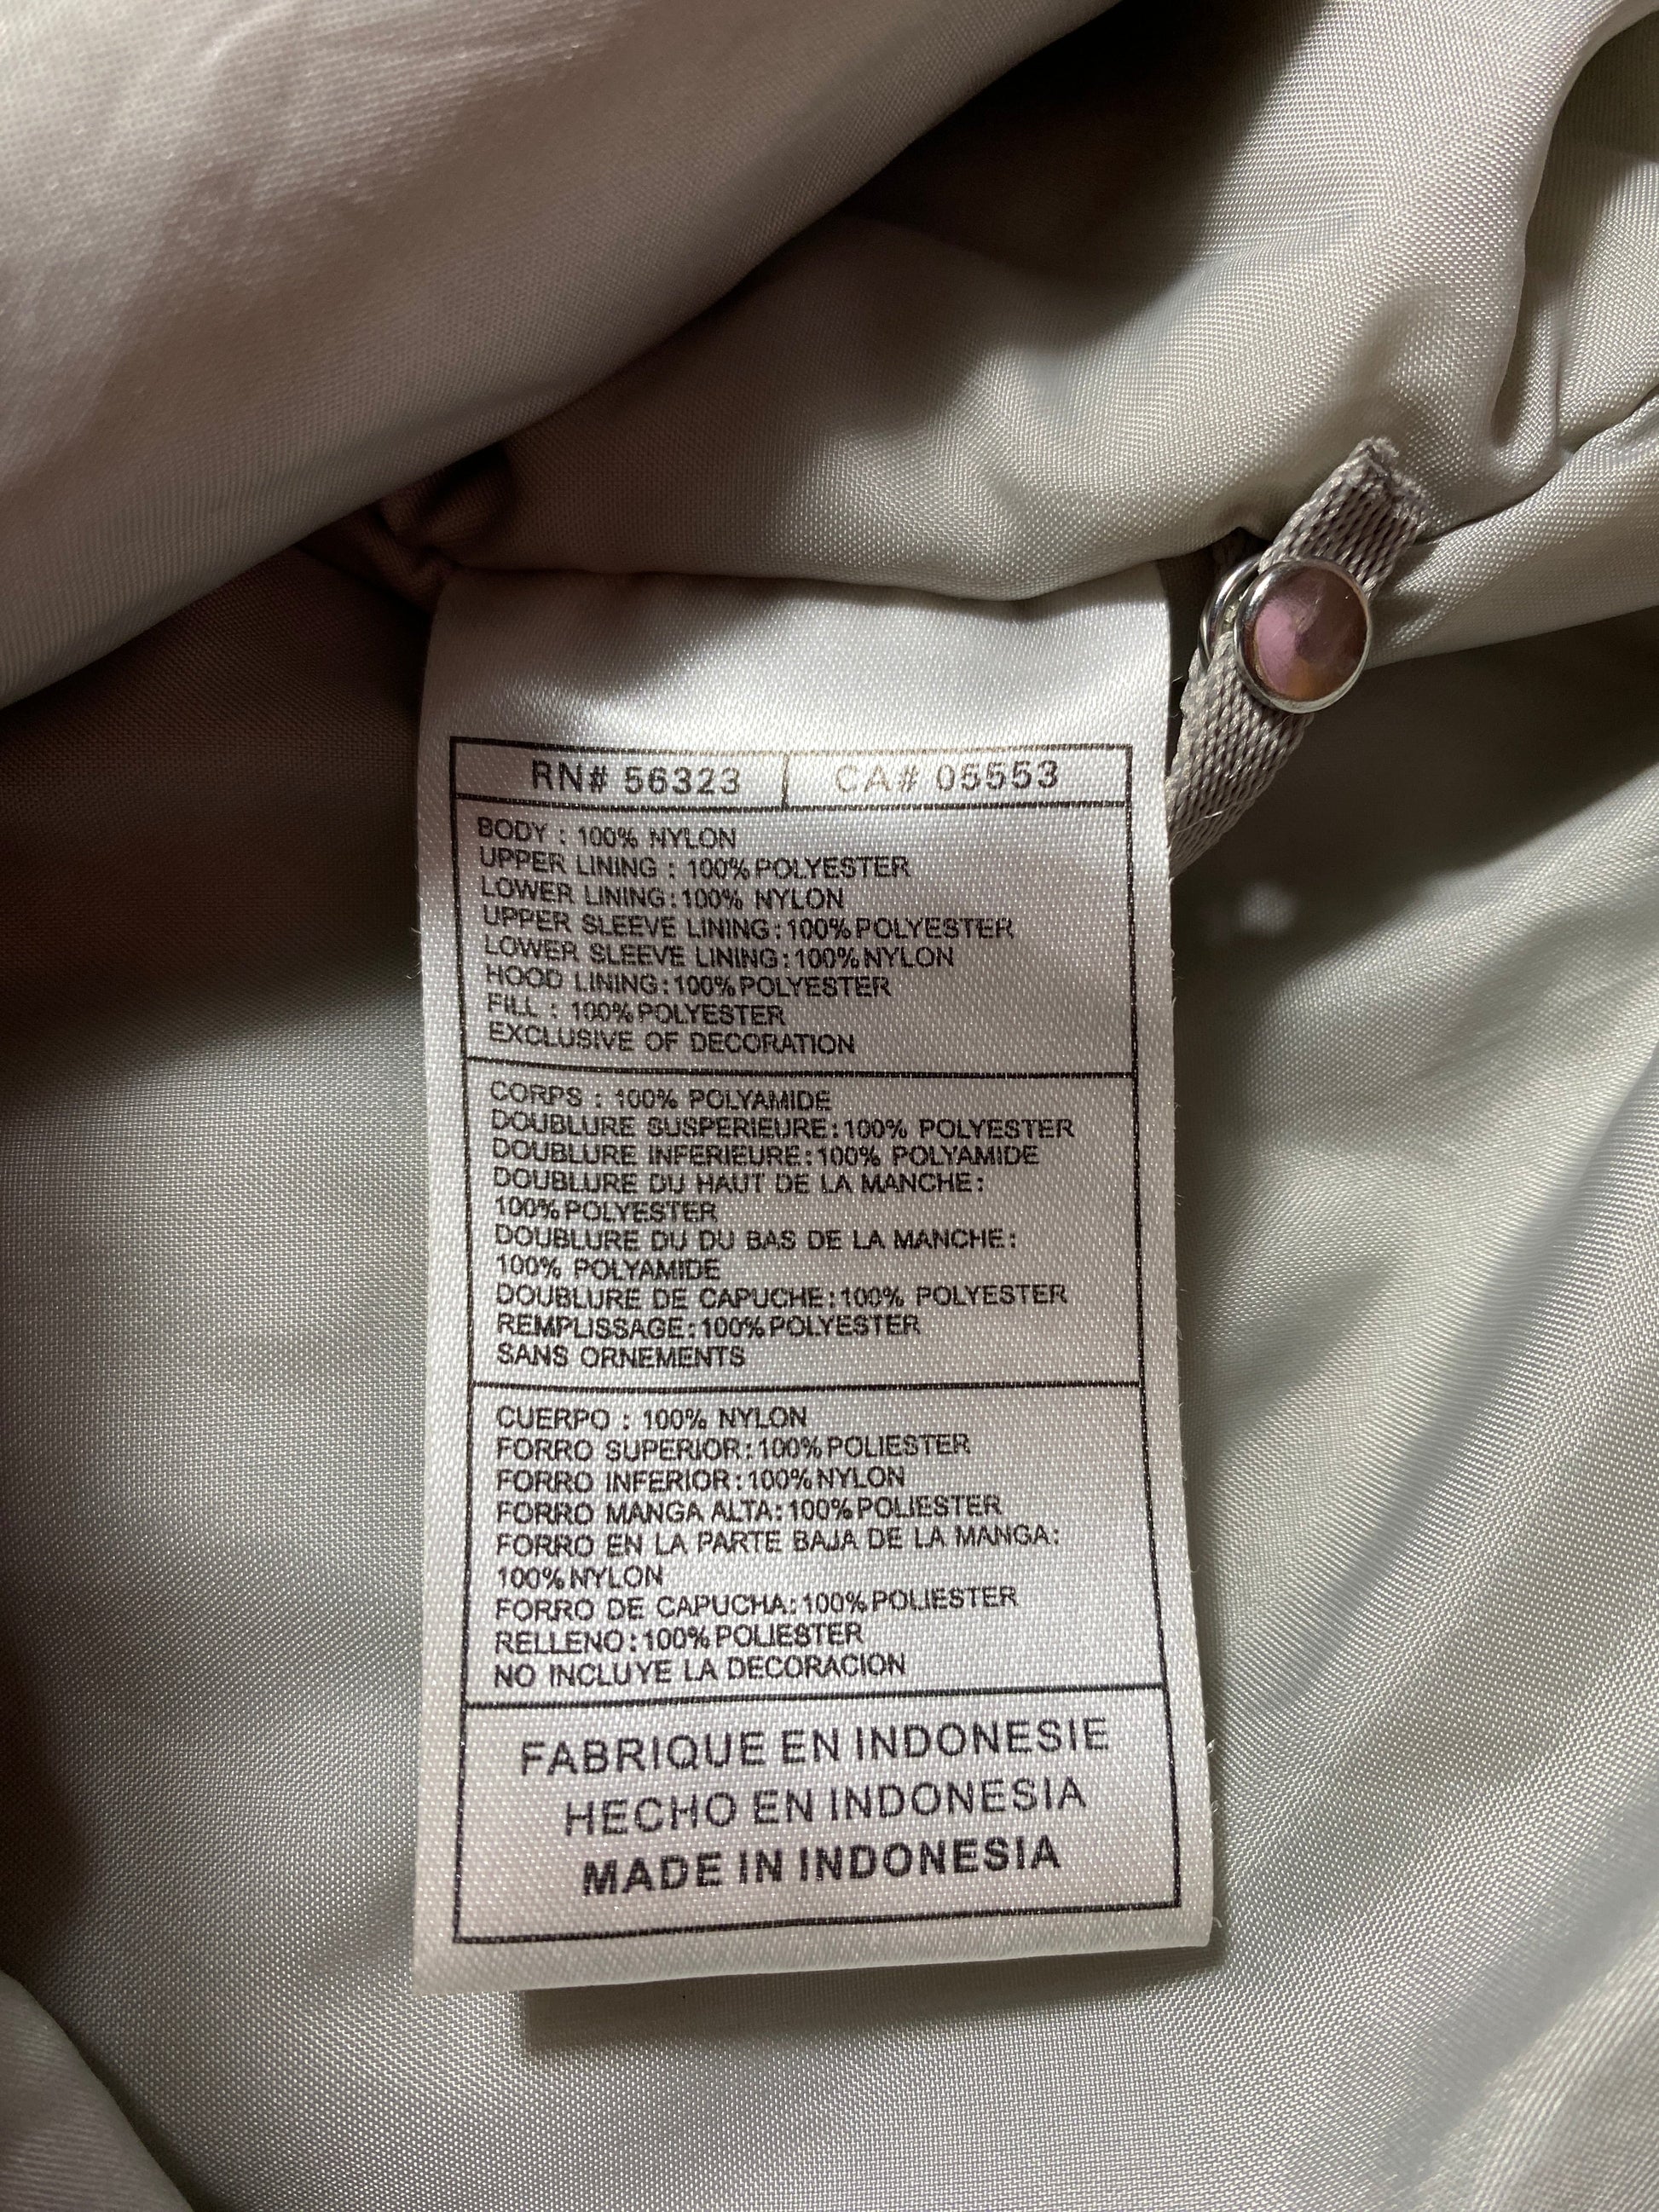 RN# 56323 CA# 05553
BODY : 100% NYLON
UPPER LINING : 100% POLYESTER
LOWER LINING:100% NYLON
UPPER SLEEVE LINING:100% POLYESTER
LOWER SLEEVE LINING:100% NYLON
HOOD LINING:100% POLYESTER
FILL : 100% POLYESTER
EXCLUSIVE OF DECORATION
CORPS : 100% POLYAMIDE
DOUBLURE SUSPERIEURE:100% POLYESTER
DOUBLURE INFERIEURE:100% POLYAMIDE
DOUBLURE DU HAUT DE LA MANCHE:
100% POLYESTER
DOUBLURE DU DU BAS DE LA MANCHE:
100% POLYAMIDE
DOUBLURE DE CAPUCHE:100% POLYESTER
REMPLISSAGE:100% POLYESTER
SANS ORNEMENTS
CUERPO : 100% NYLON
FORRO SUPERIOR:100% POLIESTER
FORRO INFERIOR:100% NYLON
FORRO MANGA ALTA:100% POLIESTER
FORRO EN LA PARTE BAJA DE LA MANGA:
100% NYLON
FORRO DE CAPUCHA:100% POLIESTER
RELLENO:100% POLIESTER
NO INCLUYE LA DECORACION
FABRIQUE EN INDONESIE
HECHO EN INDONESIA
MADE IN INDONESIA